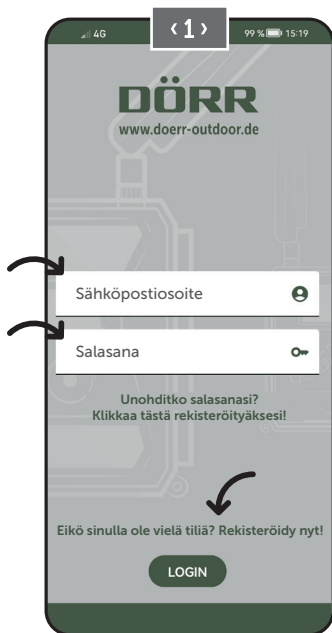 4G
‹1›
99 % 15:19
DÖRR
www.doerr-outdoor.de
Sähköpostiosoite
Salasana
Unohditko salasanasi?
Klikkaa tästä rekisteröityäksesi!
Eikö sinulla ole vielä tiliä? Rekisteröidy nyt!
LOGIN